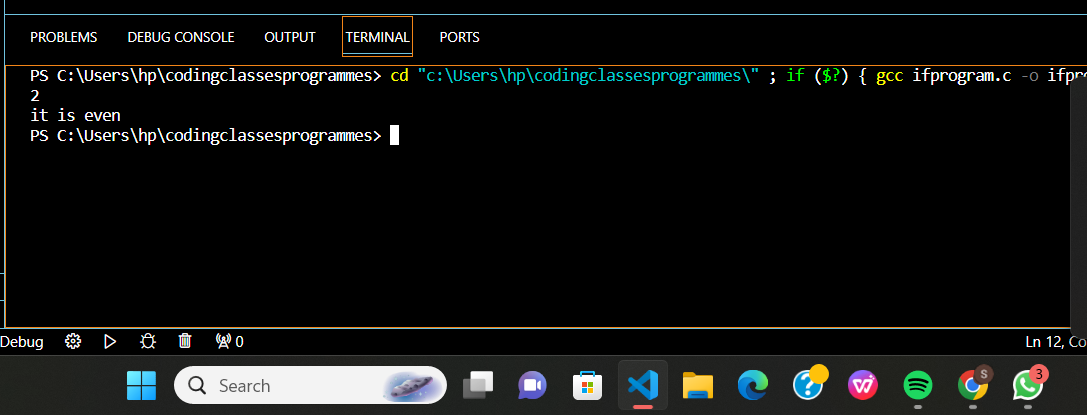 PROBLEMS DEBUG CONSOLE OUTPUT TERMINAL PORTS
PS C:\Users\hp\codingclassesprogrammes> cd "c:\Users\hp\codingclassesprogrammes\" ; if ($?) { gcc ifprogram.c -o ifpro
2
it is even
PS C:\Users\hp\codingclassesprogrammes>
Debug 0 Ln 12, Co
Search
S 3